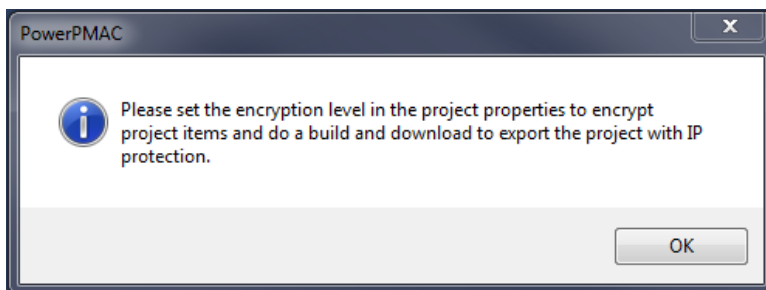 PowerPMAC
x
Please set the encryption level in the project properties to encrypt
project items and do a build and download to export the project with IP
protection.
OK